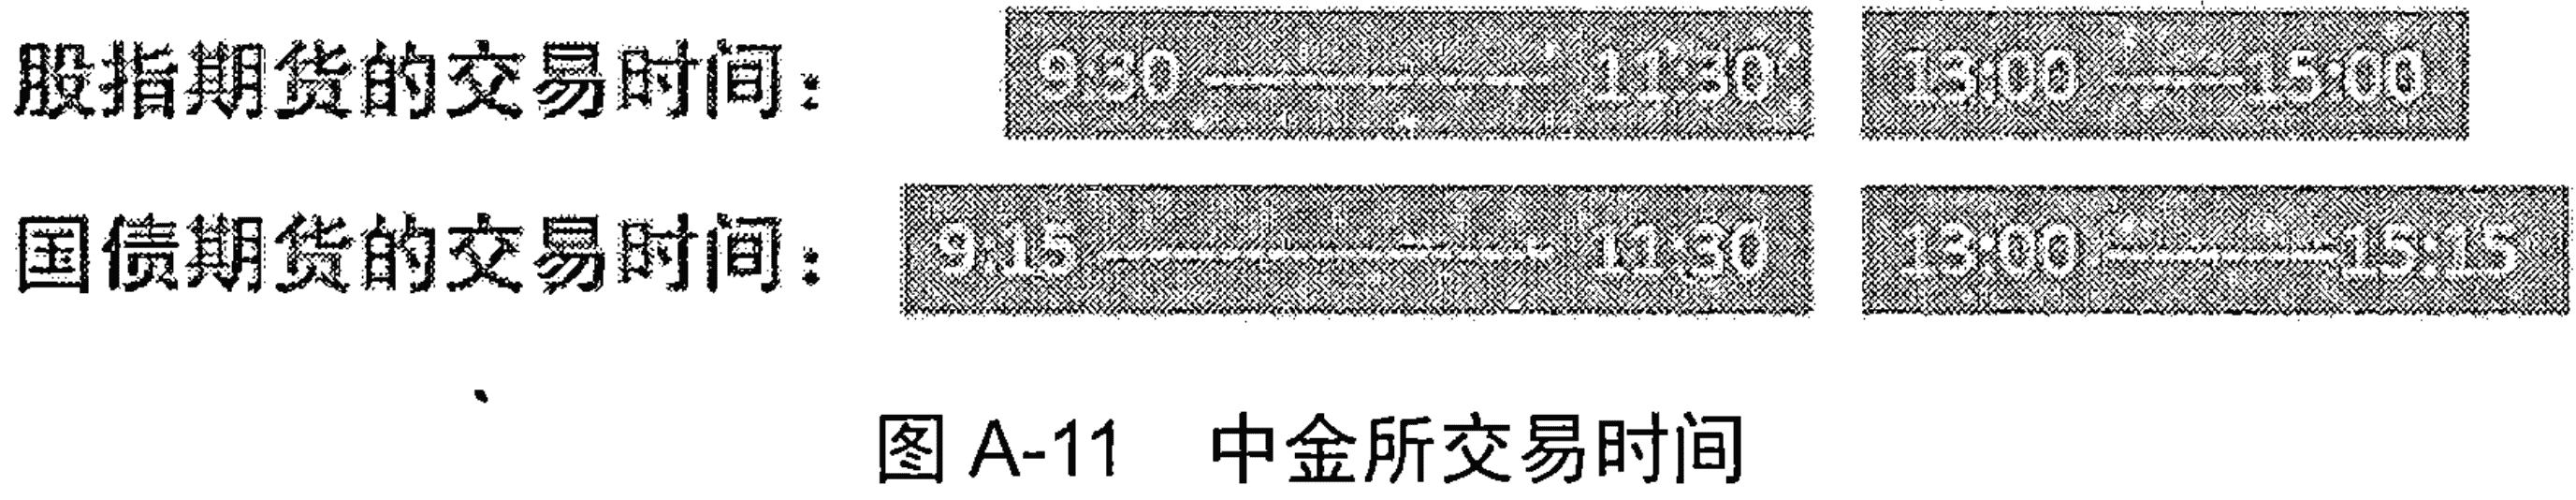 股指期货的交易时间： 9:30 —— 11:30 13:00 —— 15:00
国债期货的交易时间： 9:15 —— 11:30 13:00 —— 15:15
图 A-11 中金所交易时间